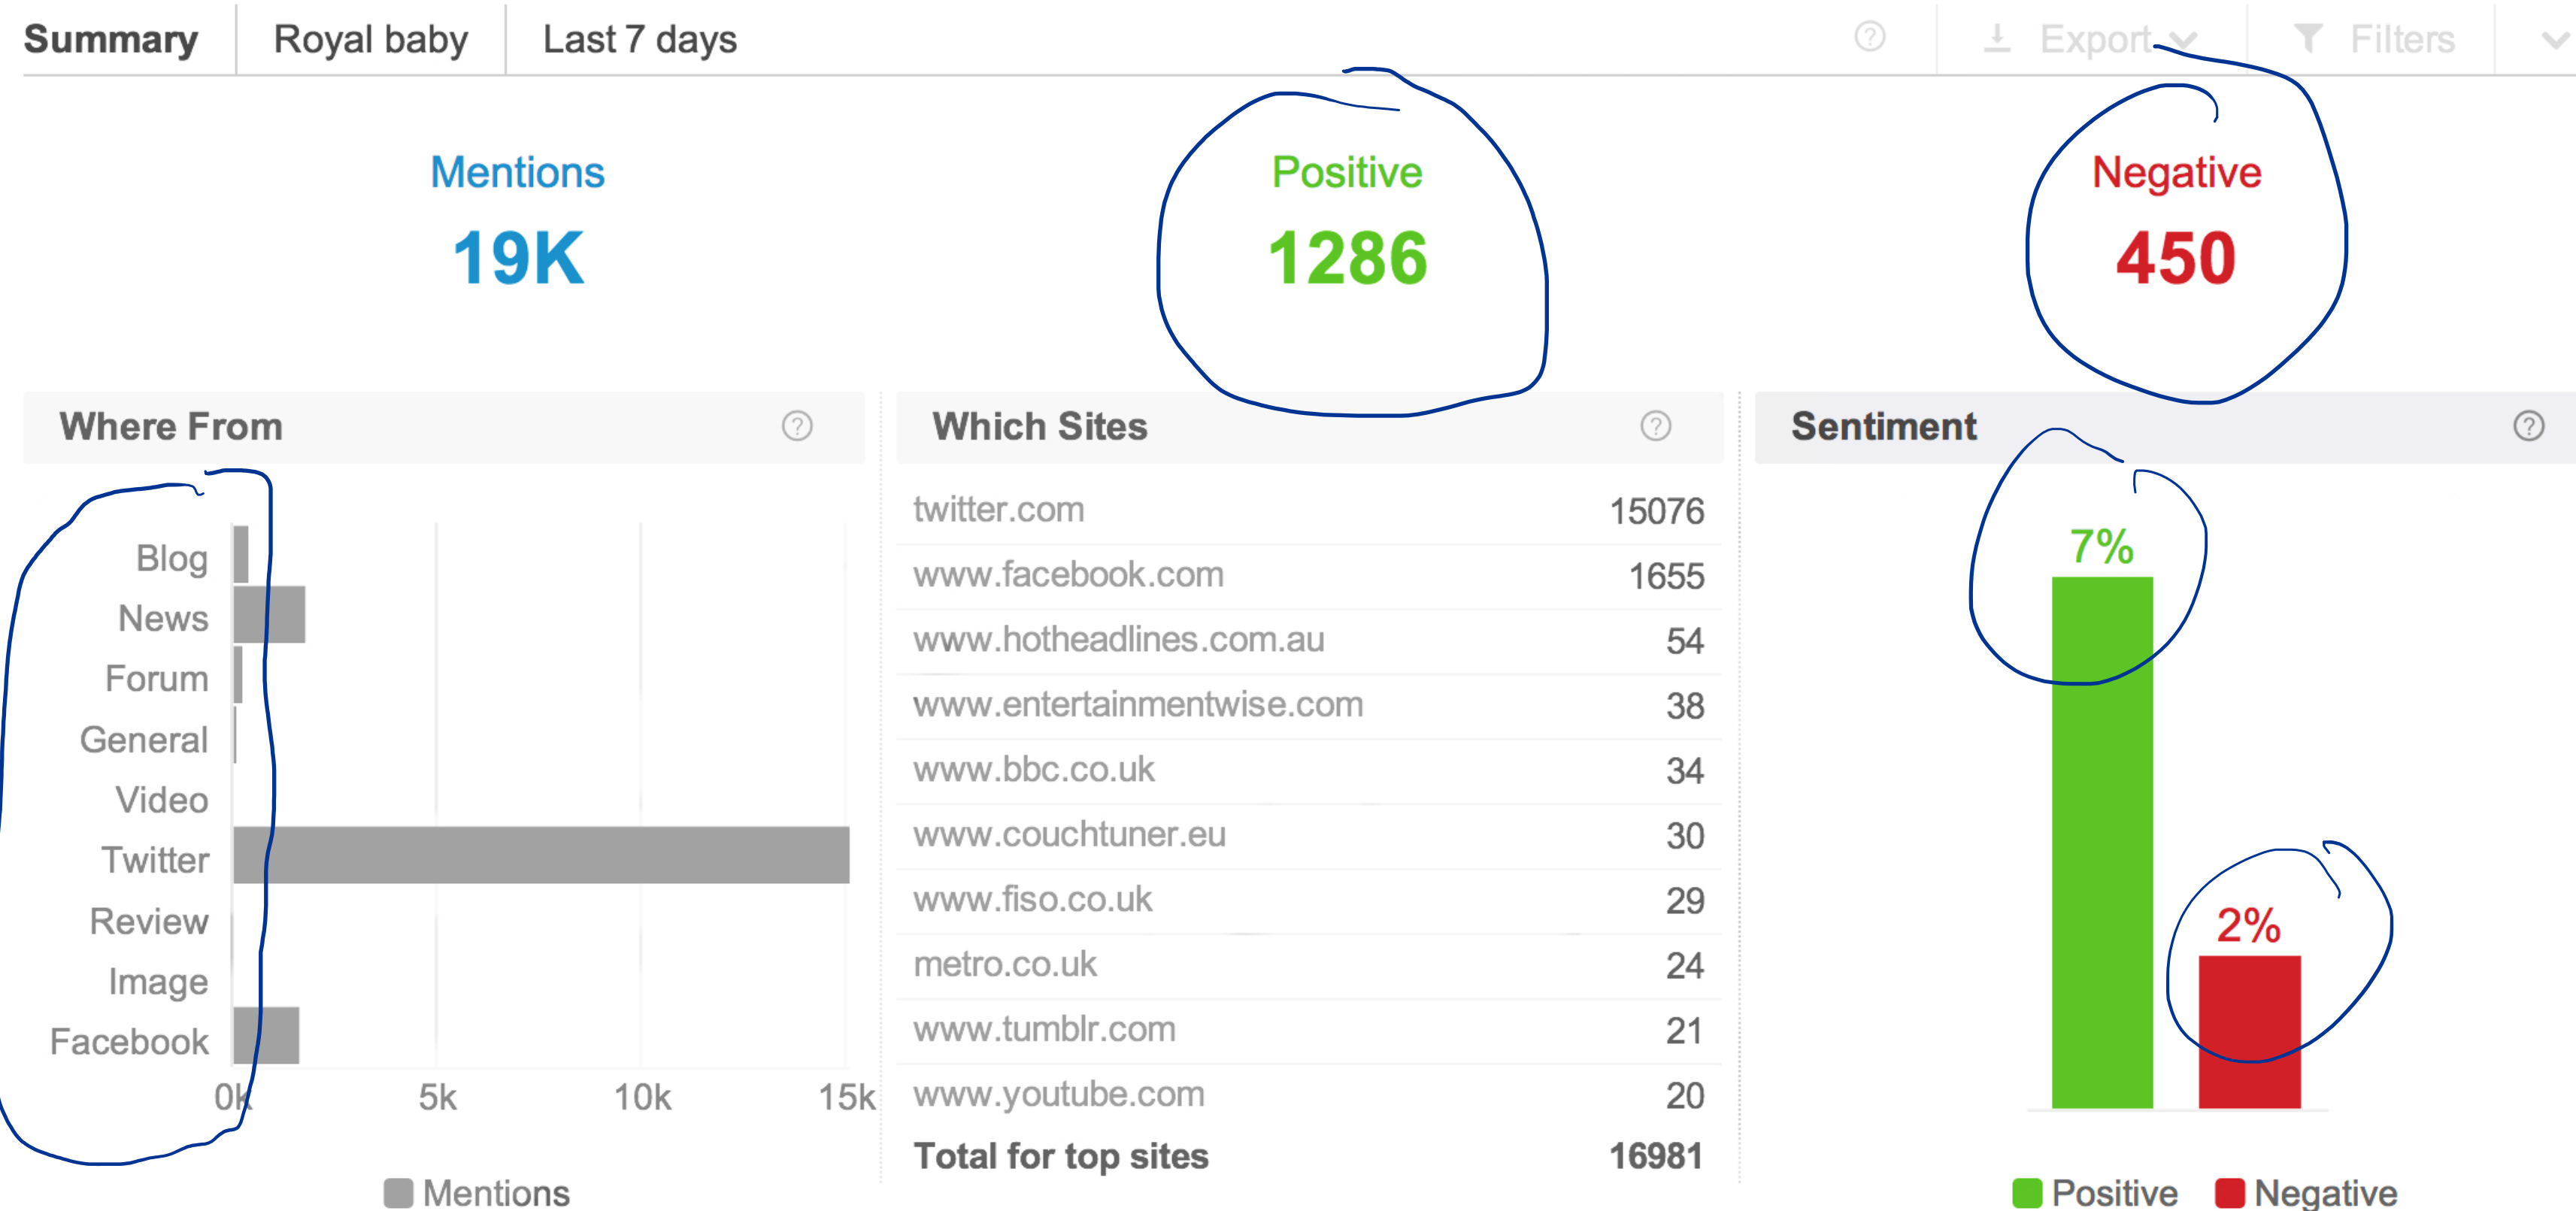 Summary Royal baby Last 7 days Export Filters
Mentions Positive Negative
19K 1286 450
Where From
Blog
News
Forum
General
Video
Twitter
Review
Image
Facebook
0k 5k 10k 15k
Mentions
Which Sites
twitter.com 15076
www.facebook.com 1655
www.hotheadlines.com.au 54
www.entertainmentwise.com 38
www.bbc.co.uk 34
www.couchtuner.eu 30
www.fiso.co.uk 29
metro.co.uk 24
www.tumblr.com 21
www.youtube.com 20
Total for top sites 16981
Sentiment
7%
2%
Positive Negative